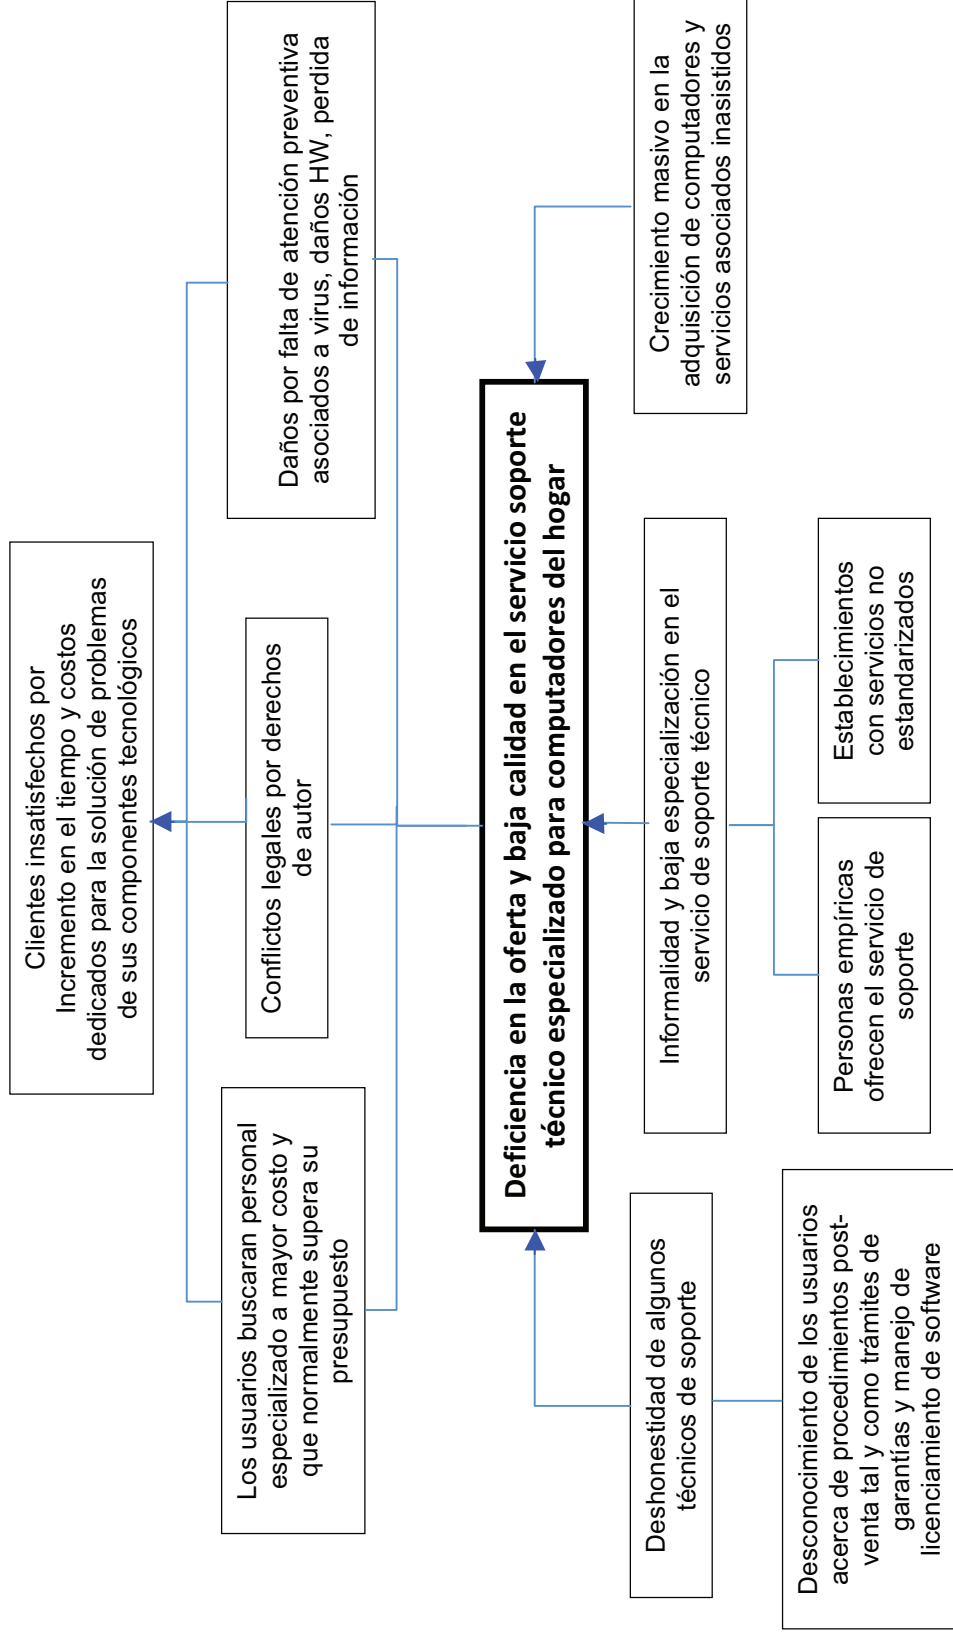 Clientes insatisfechos por
Incremento en el tiempo y costos
dedicados para la solución de problemas
de sus componentes tecnológicos
Los usuarios buscaran personal
especializado a mayor costo y
que normalmente supera su
presupuesto
Conflictos legales por derechos
de autor
Daños por falta de atención preventiva
asociados a virus, daños HW, perdida
de información
Deficiencia en la oferta y baja calidad en el servicio soporte
técnico especializado para computadores del hogar
Deshonestidad de algunos
técnicos de soporte
Informalidad y baja especialización en el
servicio de soporte técnico
Crecimiento masivo en la
adquisición de computadores y
servicios asociados inasistidos
Desconocimiento de los usuarios
acerca de procedimientos post-
venta tal y como trámites de
garantías y manejo de
licenciamiento de software
Personas empíricas
ofrecen el servicio de
soporte
Establecimientos
con servicios no
estandarizados